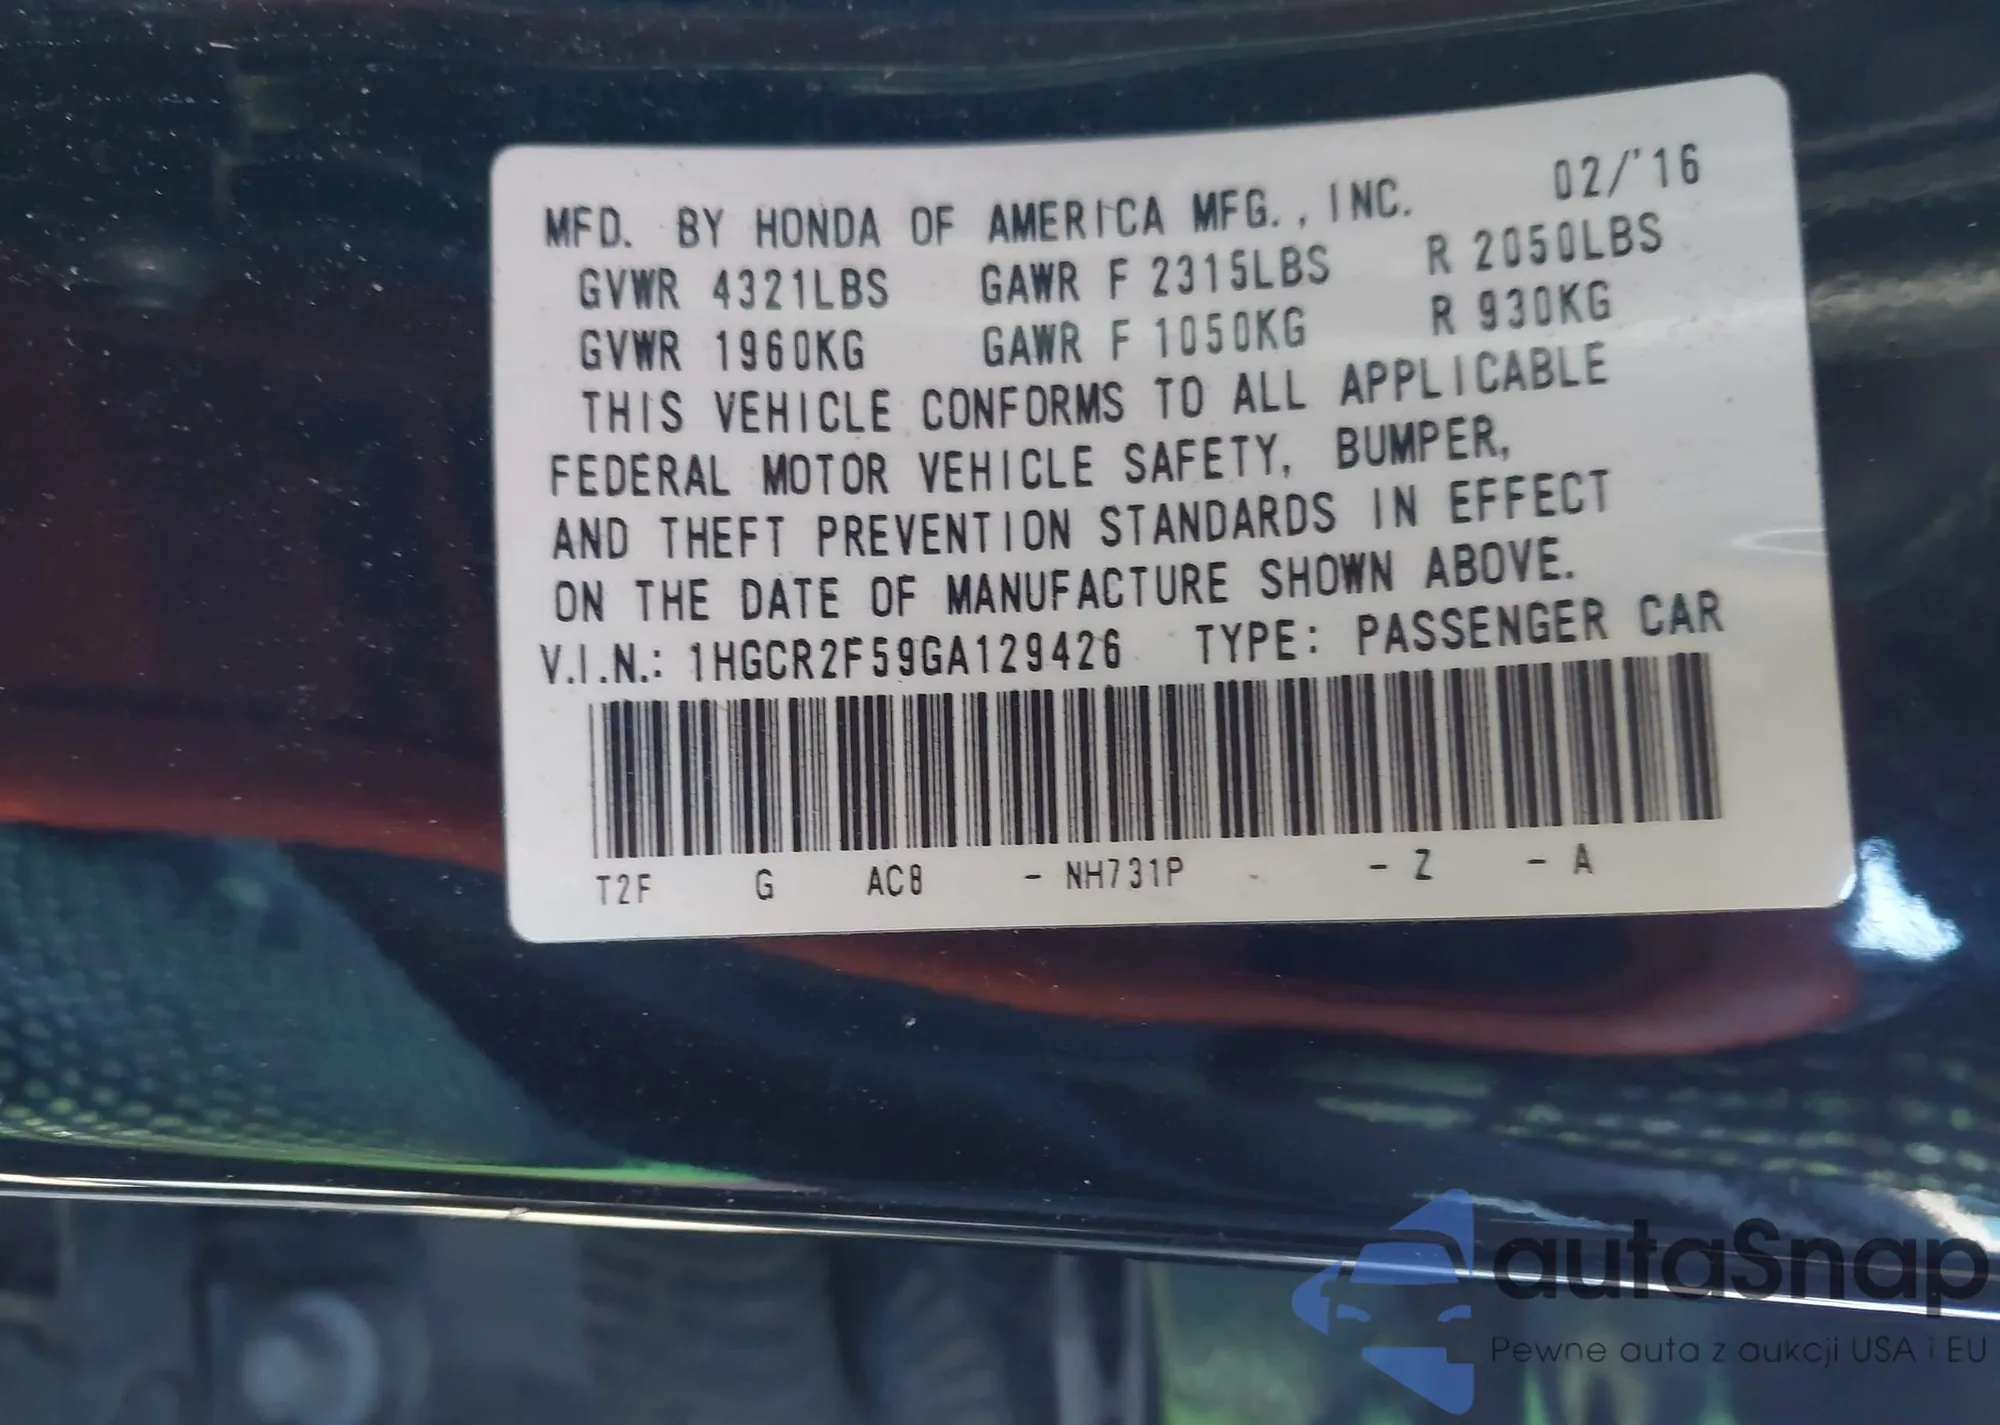 MFD. BY HONDA OF AMERICA MFG., INC. 02/'16
GVWR 4321LBS GAWR F 2315LBS R 2050LBS
GVWR 1960KG GAWR F 1050KG R 930KG
THIS VEHICLE CONFORMS TO ALL APPLICABLE
FEDERAL MOTOR VEHICLE SAFETY, BUMPER,
AND THEFT PREVENTION STANDARDS IN EFFECT
ON THE DATE OF MANUFACTURE SHOWN ABOVE.
V.I.N.: 1HGCR2F59GA129426 TYPE: PASSENGER CAR
T2F G AC8 - NH731P - Z - A
autaSnap
Pewne auta z aukcji USA i EU